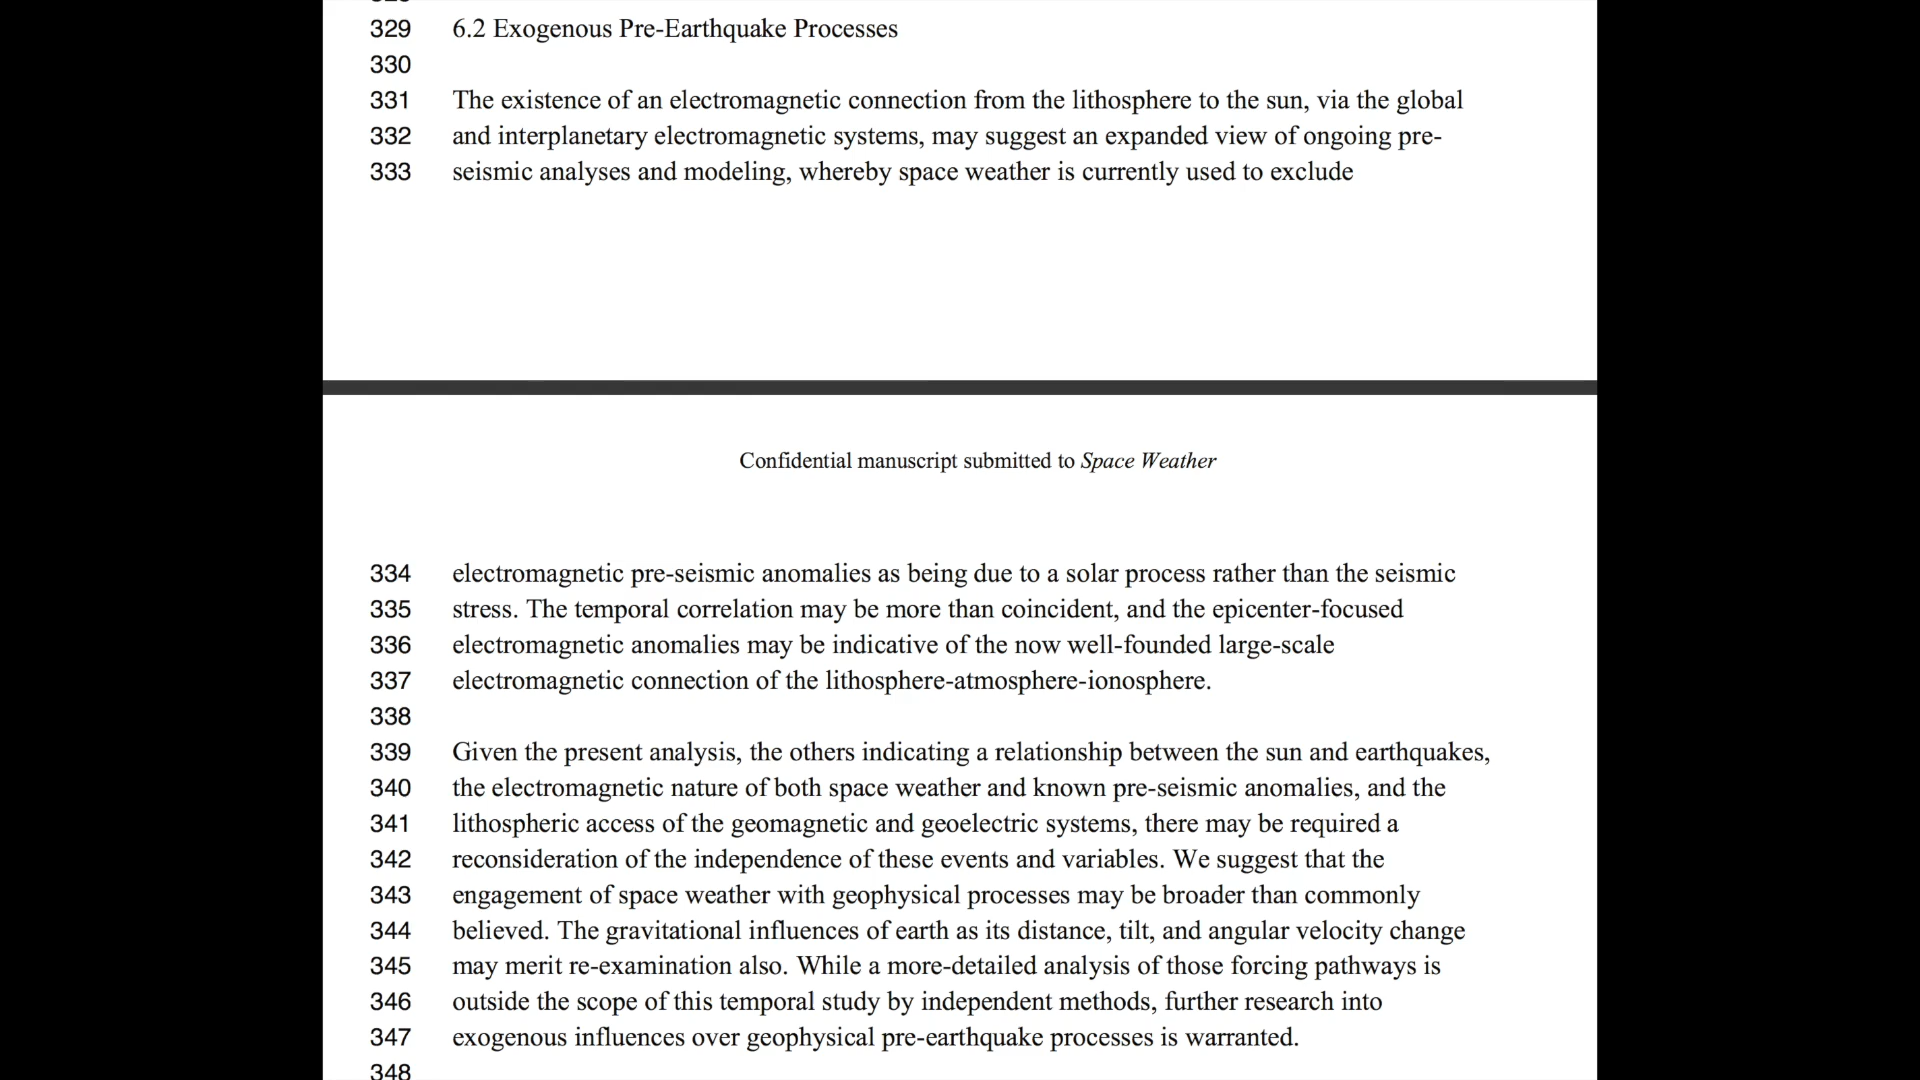 329 6.2 Exogenous Pre-Earthquake Processes
330
331 The existence of an electromagnetic connection from the lithosphere to the sun, via the global
332 and interplanetary electromagnetic systems, may suggest an expanded view of ongoing pre-
333 seismic analyses and modeling, whereby space weather is currently used to exclude
Confidential manuscript submitted to Space Weather
334 electromagnetic pre-seismic anomalies as being due to a solar process rather than the seismic
335 stress. The temporal correlation may be more than coincident, and the epicenter-focused
336 electromagnetic anomalies may be indicative of the now well-founded large-scale
337 electromagnetic connection of the lithosphere-atmosphere-ionosphere.
338
339 Given the present analysis, the others indicating a relationship between the sun and earthquakes,
340 the electromagnetic nature of both space weather and known pre-seismic anomalies, and the
341 lithospheric access of the geomagnetic and geoelectric systems, there may be required a
342 reconsideration of the independence of these events and variables. We suggest that the
343 engagement of space weather with geophysical processes may be broader than commonly
344 believed. The gravitational influences of earth as its distance, tilt, and angular velocity change
345 may merit re-examination also. While a more-detailed analysis of those forcing pathways is
346 outside the scope of this temporal study by independent methods, further research into
347 exogenous influences over geophysical pre-earthquake processes is warranted.
348